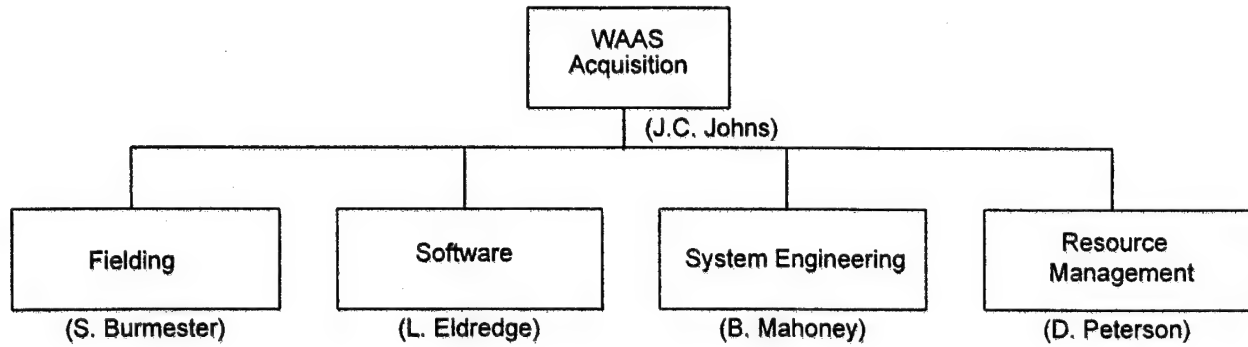 WAAS
Acquisition
(J.C. Johns)
Fielding
Software
System Engineering
Resource
Management
(S. Burmester)
(L. Eldredge)
(B. Mahoney)
(D. Peterson)